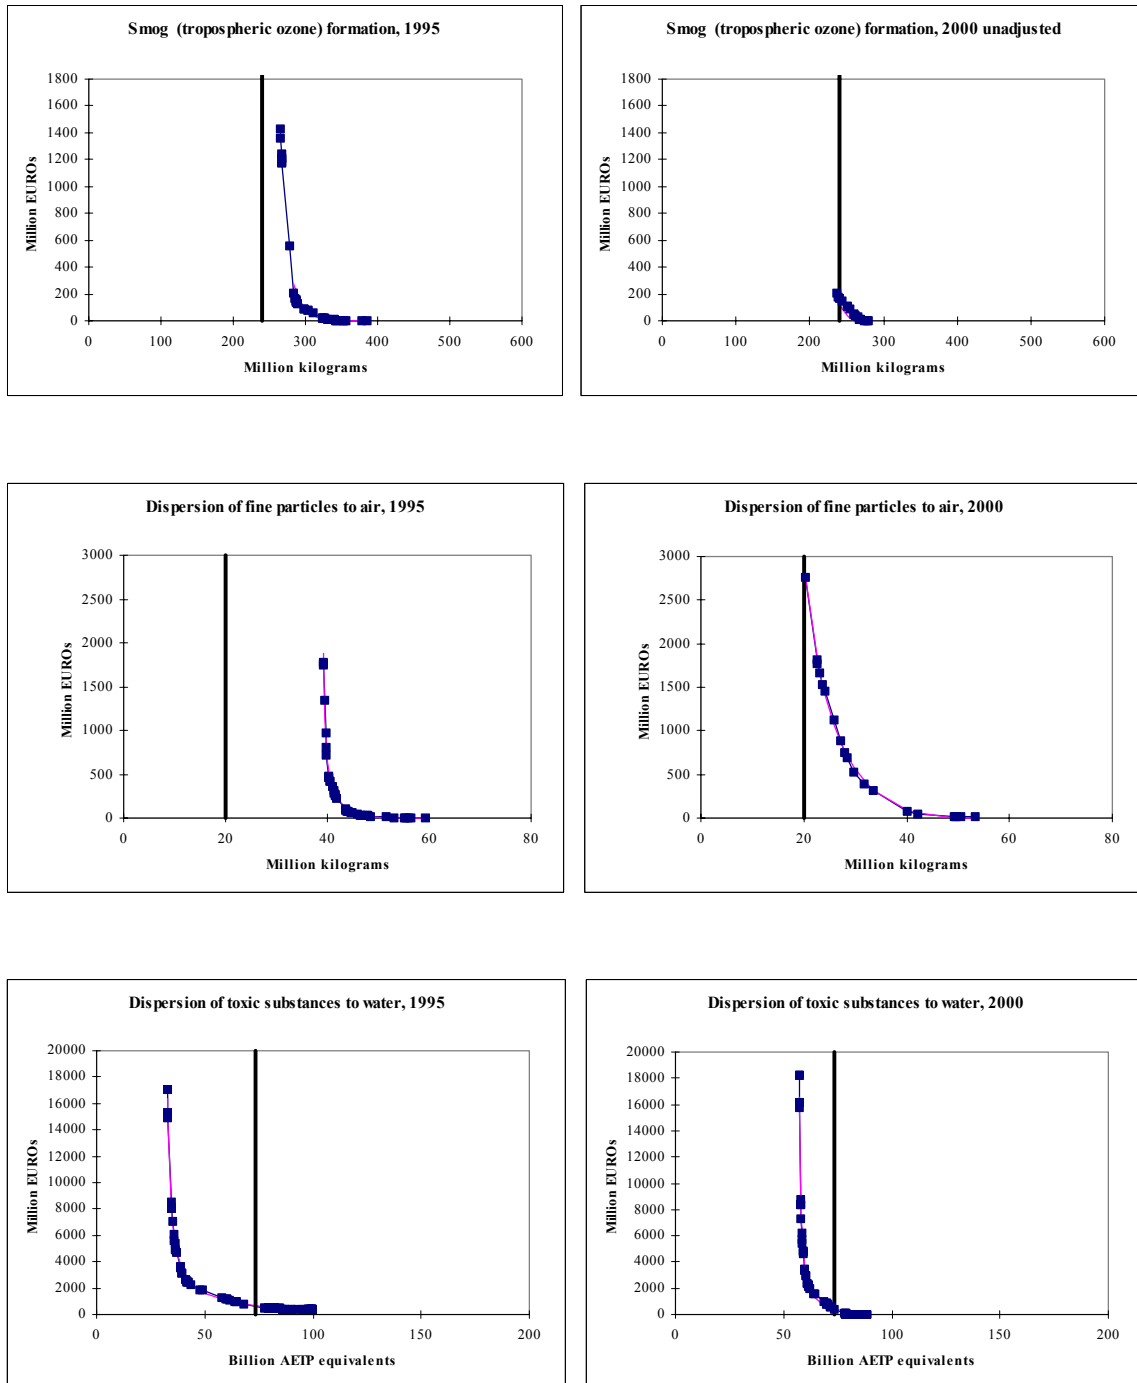 Smog (tropospheric ozone) formation, 1995
Million EUROs
1800
1600
1400
1200
1000
800
600
400
200
0
0 100 200 300 400 500 600
Million kilograms
Smog (tropospheric ozone) formation, 2000 unadjusted
Million EUROs
1800
1600
1400
1200
1000
800
600
400
200
0
0 100 200 300 400 500 600
Million kilograms
Dispersion of fine particles to air, 1995
Million EUROs
3000
2500
2000
1500
1000
500
0
0 20 40 60 80
Million kilograms
Dispersion of fine particles to air, 2000
Million EUROs
3000
2500
2000
1500
1000
500
0
0 20 40 60 80
Million kilograms
Dispersion of toxic substances to water, 1995
Million EUROs
20000
18000
16000
14000
12000
10000
8000
6000
4000
2000
0
0 50 100 150 200
Billion AETP equivalents
Dispersion of toxic substances to water, 2000
Million EUROs
20000
18000
16000
14000
12000
10000
8000
6000
4000
2000
0
0 50 100 150 200
Billion AETP equivalents